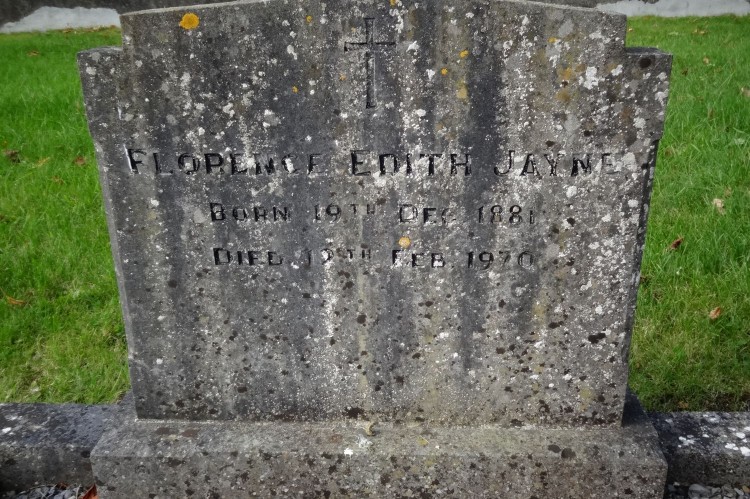 FLORENCE EDITH JAYNE
BORN 19TH DEC 1881
DIED FEB 1970